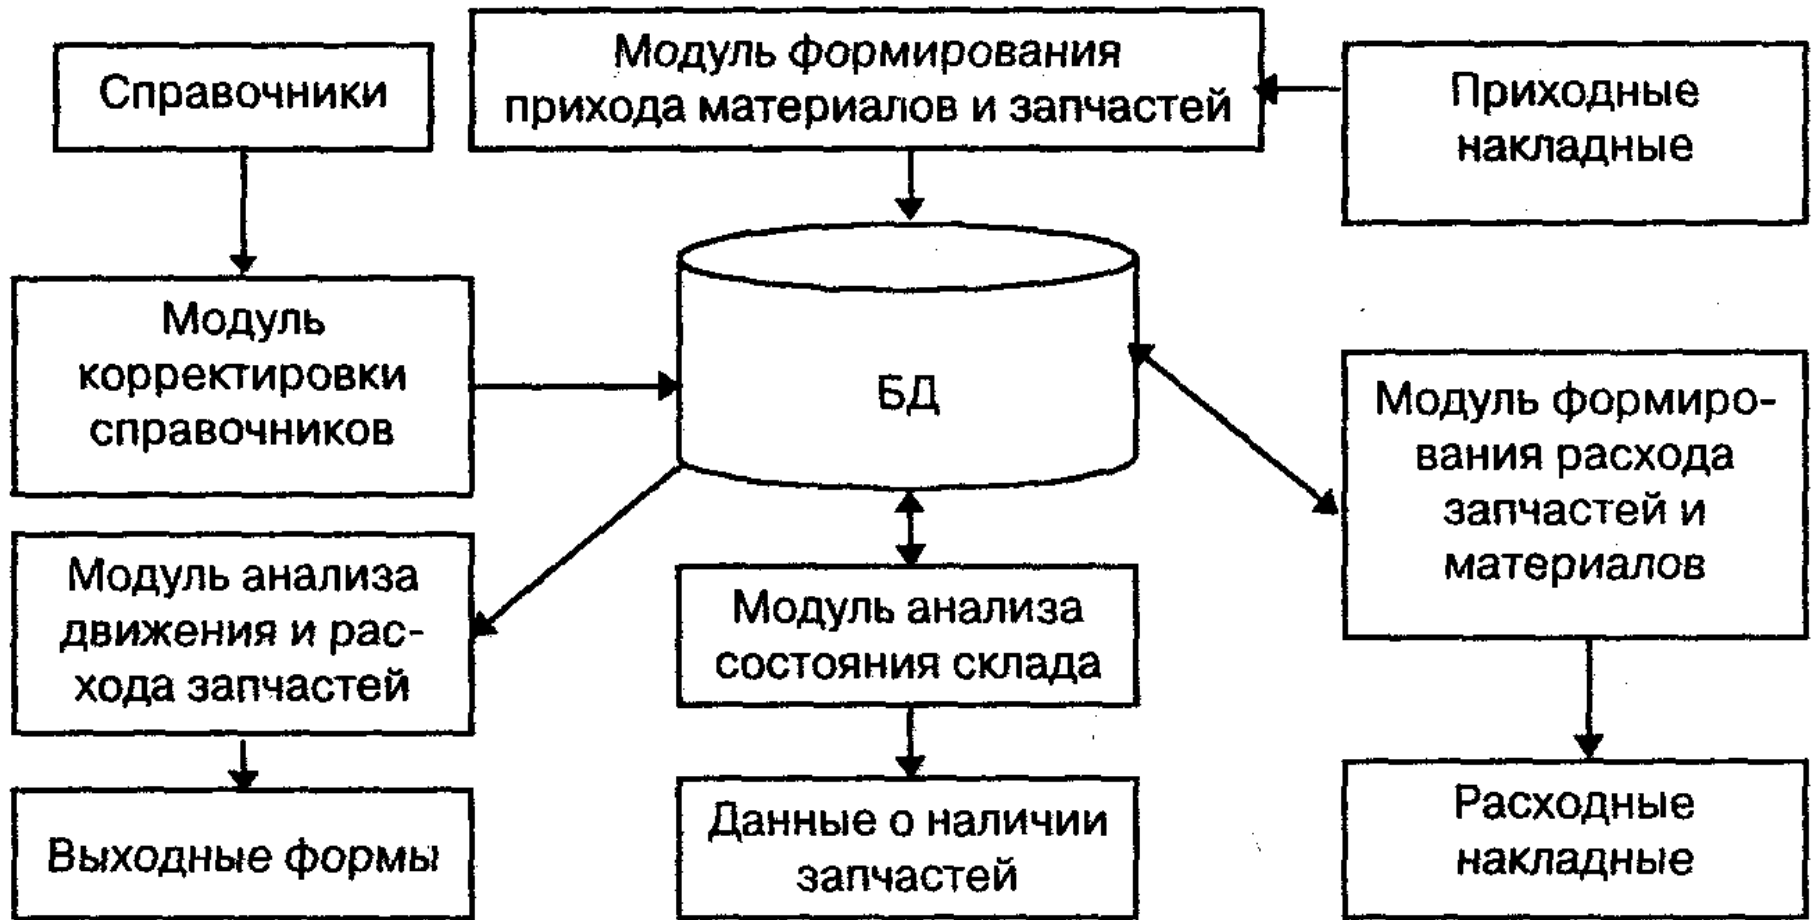 Справочники
Модуль формирования
прихода материалов и запчастей
Приходные
накладные
Модуль
корректировки
справочников
БД
Модуль формиро-
вания расхода
запчастей и
материалов
Модуль анализа
движения и рас-
хода запчастей
Модуль анализа
состояния склада
Выходные формы
Данные о наличии
запчастей
Расходные
накладные